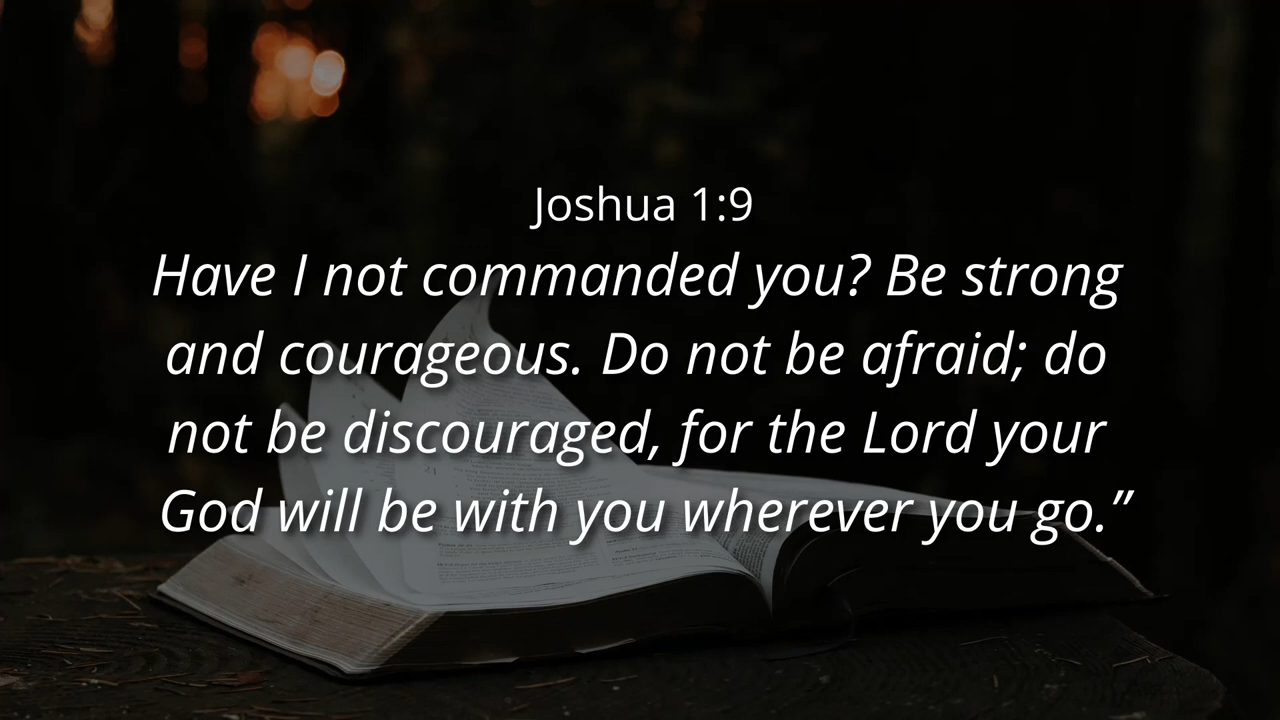 Joshua 1:9
Have I not commanded you? Be strong
and courageous. Do not be afraid; do
not be discouraged, for the Lord your
God will be with you wherever you go.”